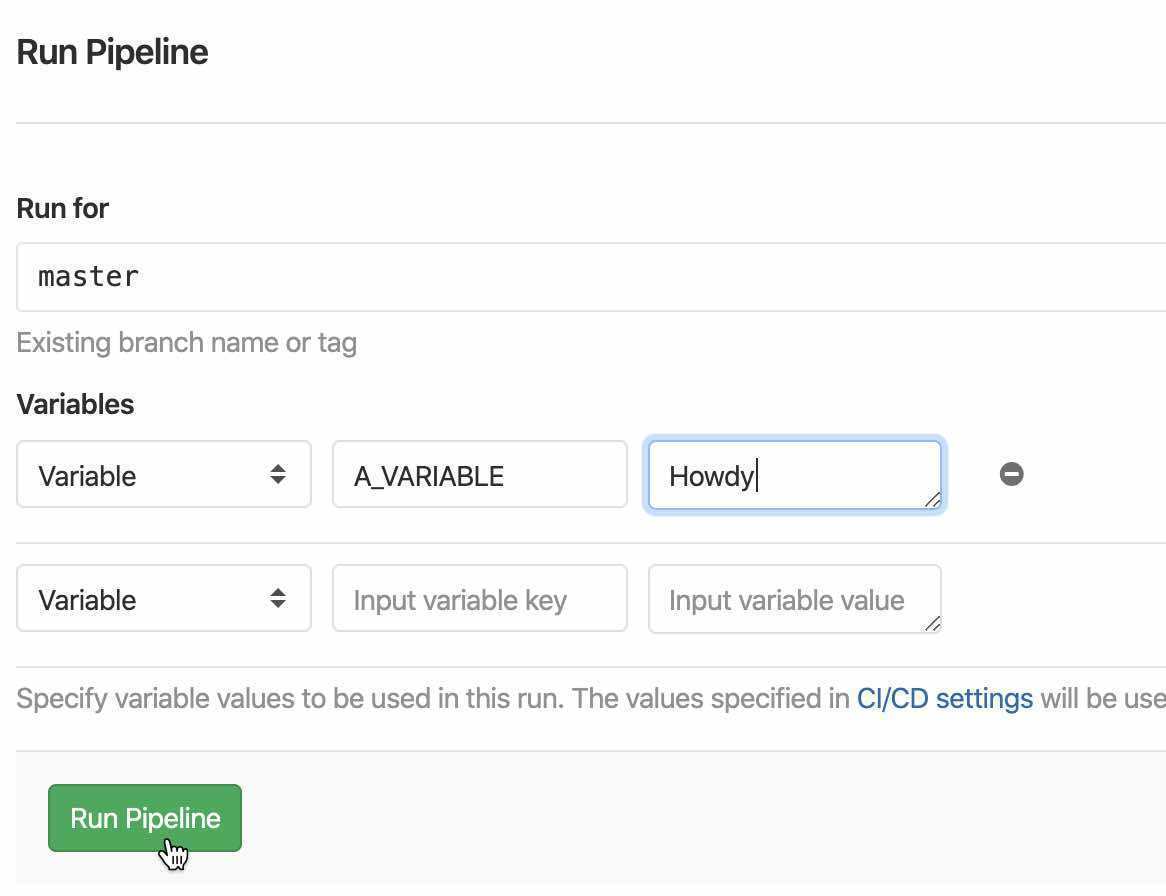 Run Pipeline
Run for
master
Existing branch name or tag
Variables
Variable A_VARIABLE Howdy
Variable Input variable key Input variable value
Specify variable values to be used in this run. The values specified in CI/CD settings will be use
Run Pipeline